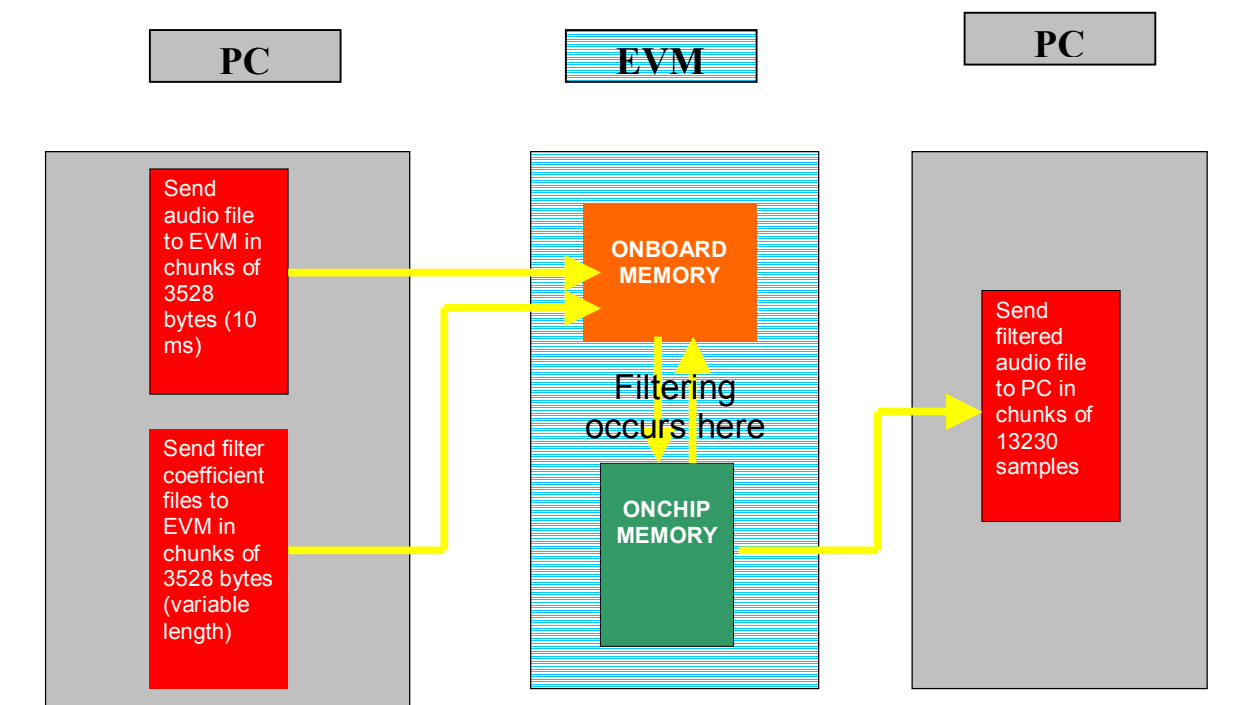 PC
EVM
PC
Send
audio file
to EVM in
chunks of
3528
bytes (10
ms)
Send filter
coefficient
files to
EVM in
chunks of
3528 bytes
(variable
length)
ONBOARD
MEMORY
Filtering
occurs here
ONCHIP
MEMORY
Send
filtered
audio file
to PC in
chunks of
13230
samples